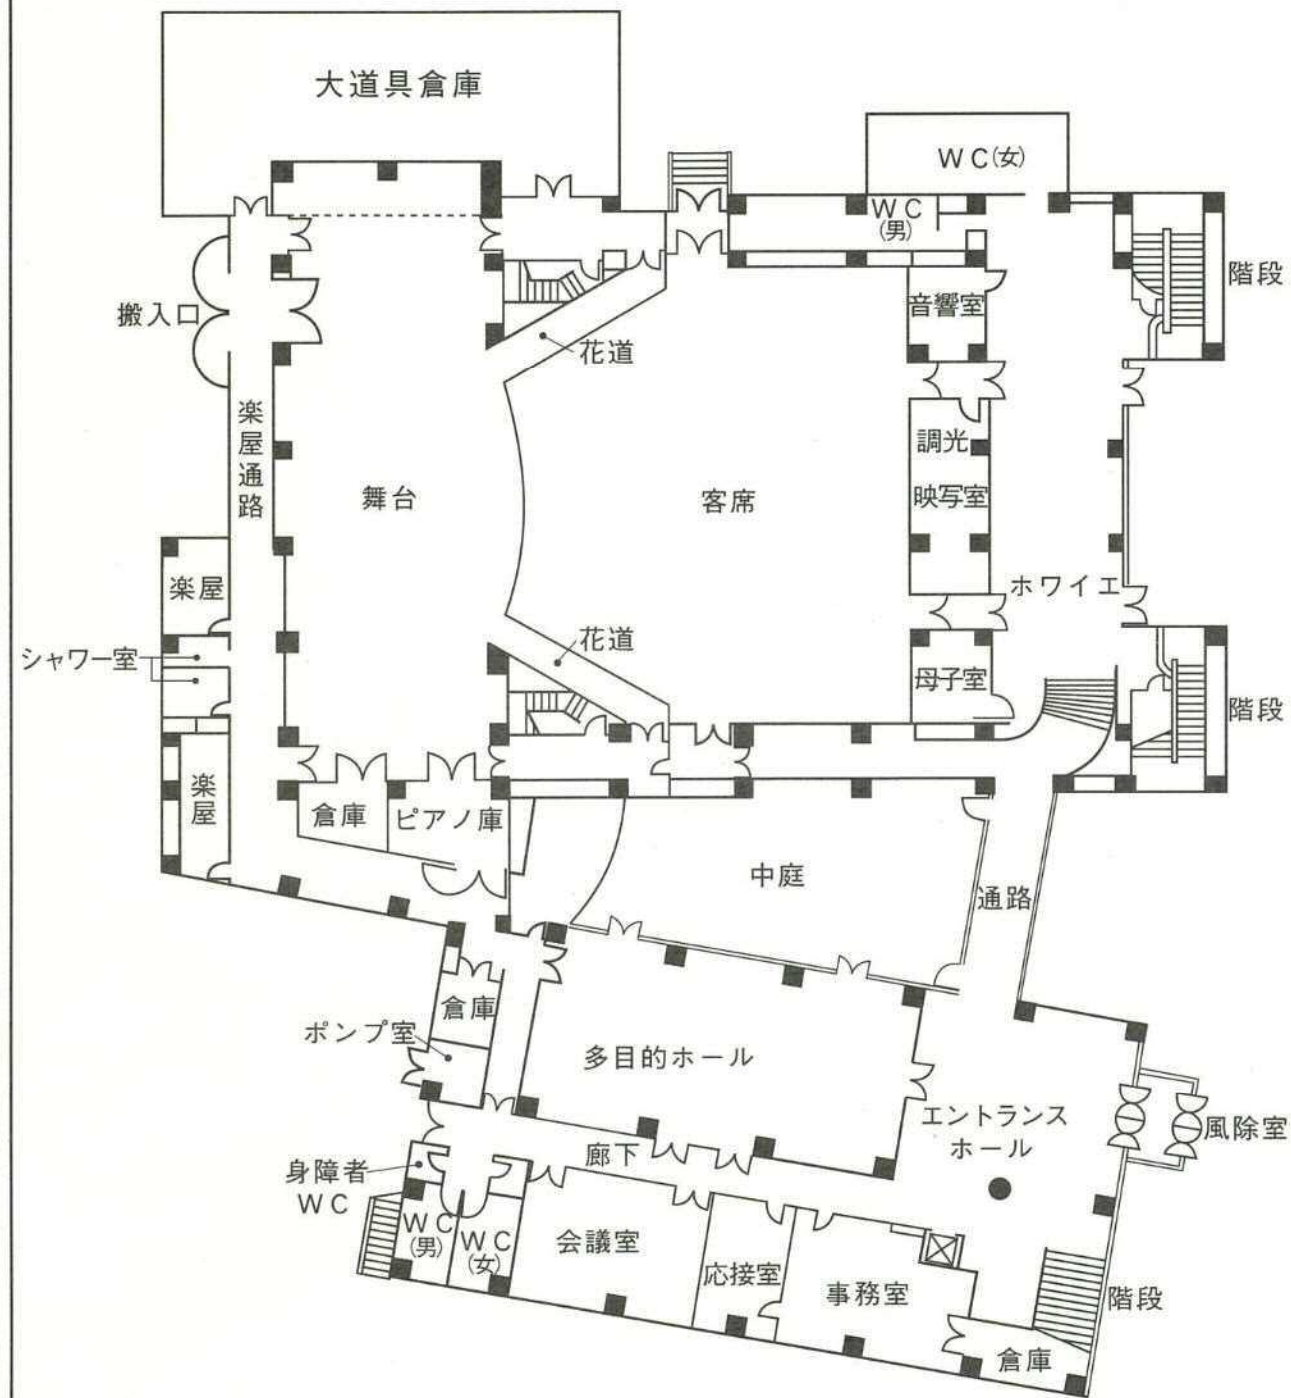 大道具倉庫
WC(女)
WC
(男)
階段
搬入口
音響室
花道
楽屋通路
調光
映写室
舞台
客席
ホワイエ
楽屋
花道
シャワー室
母子室
階段
楽屋
倉庫
ピアノ庫
中庭
通路
倉庫
ポンプ室
多目的ホール
エントランス
ホール
風除室
廊下
身障者
WC
WC
(男)
WC
(女)
会議室
応接室
事務室
階段
倉庫